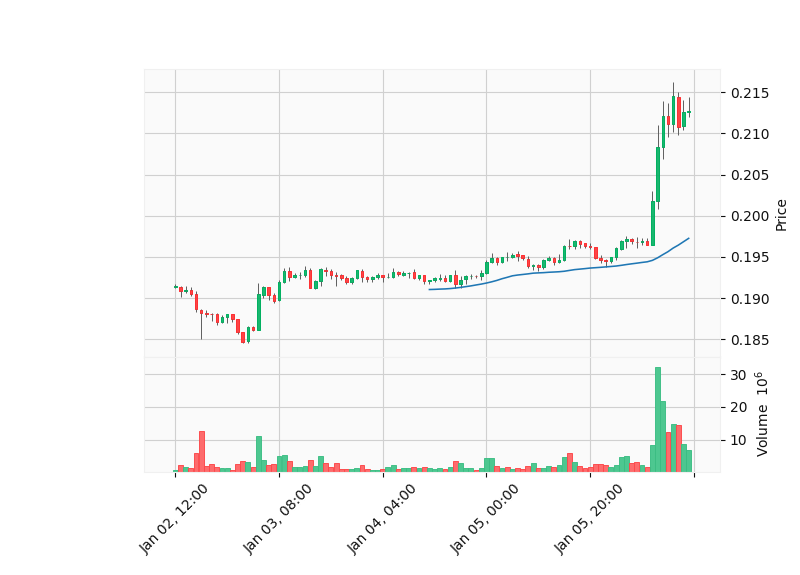 0.215
0.210
0.205
0.200
0.195
0.190
0.185
Price
30
20
10
Volume 10^6
Jan 02, 12:00
Jan 03, 08:00
Jan 04, 04:00
Jan 05, 00:00
Jan 05, 20:00